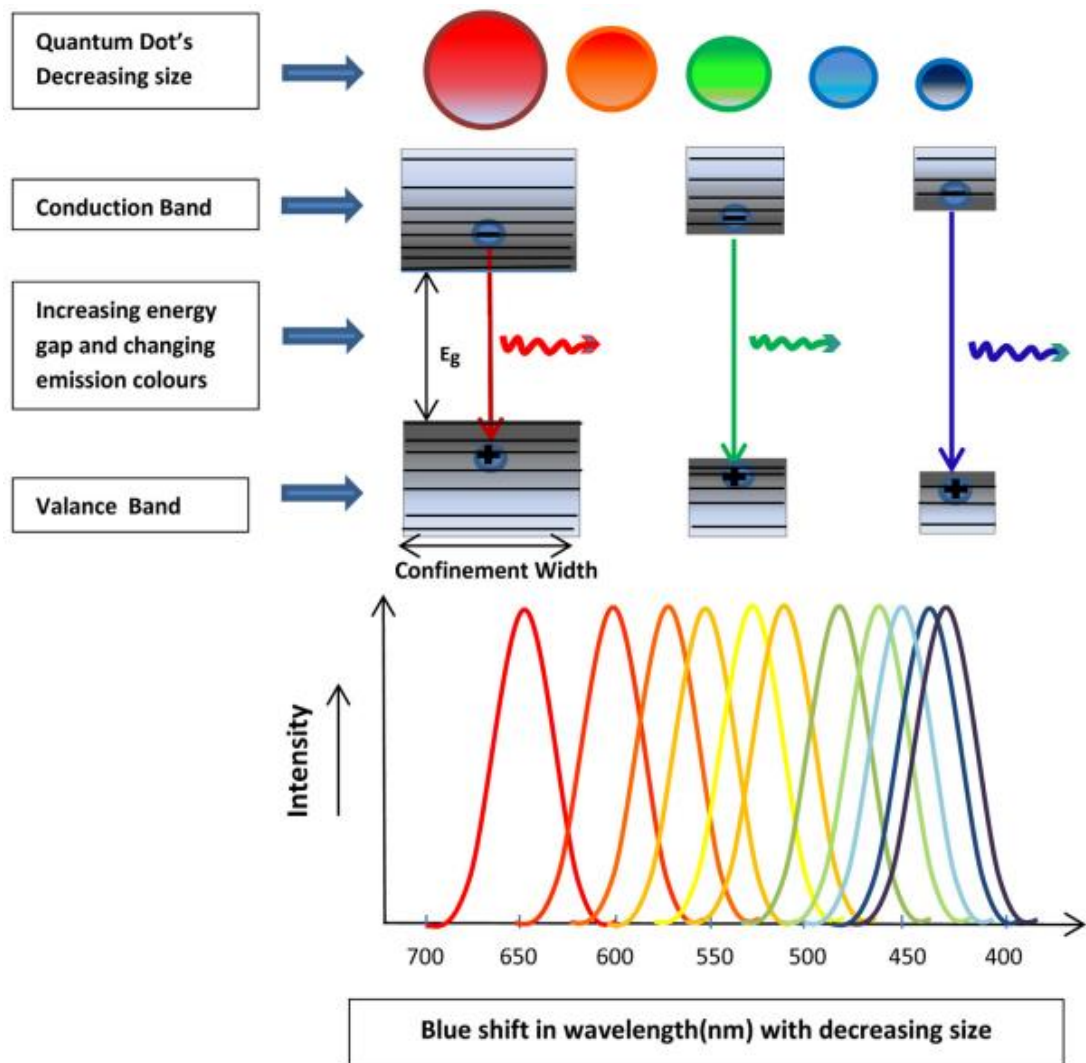 Quantum Dot's
Decreasing size
Conduction Band
Increasing energy
gap and changing
emission colours
Eg
Valance Band
Confinement Width
Intensity
700 650 600 550 500 450 400
Blue shift in wavelength(nm) with decreasing size